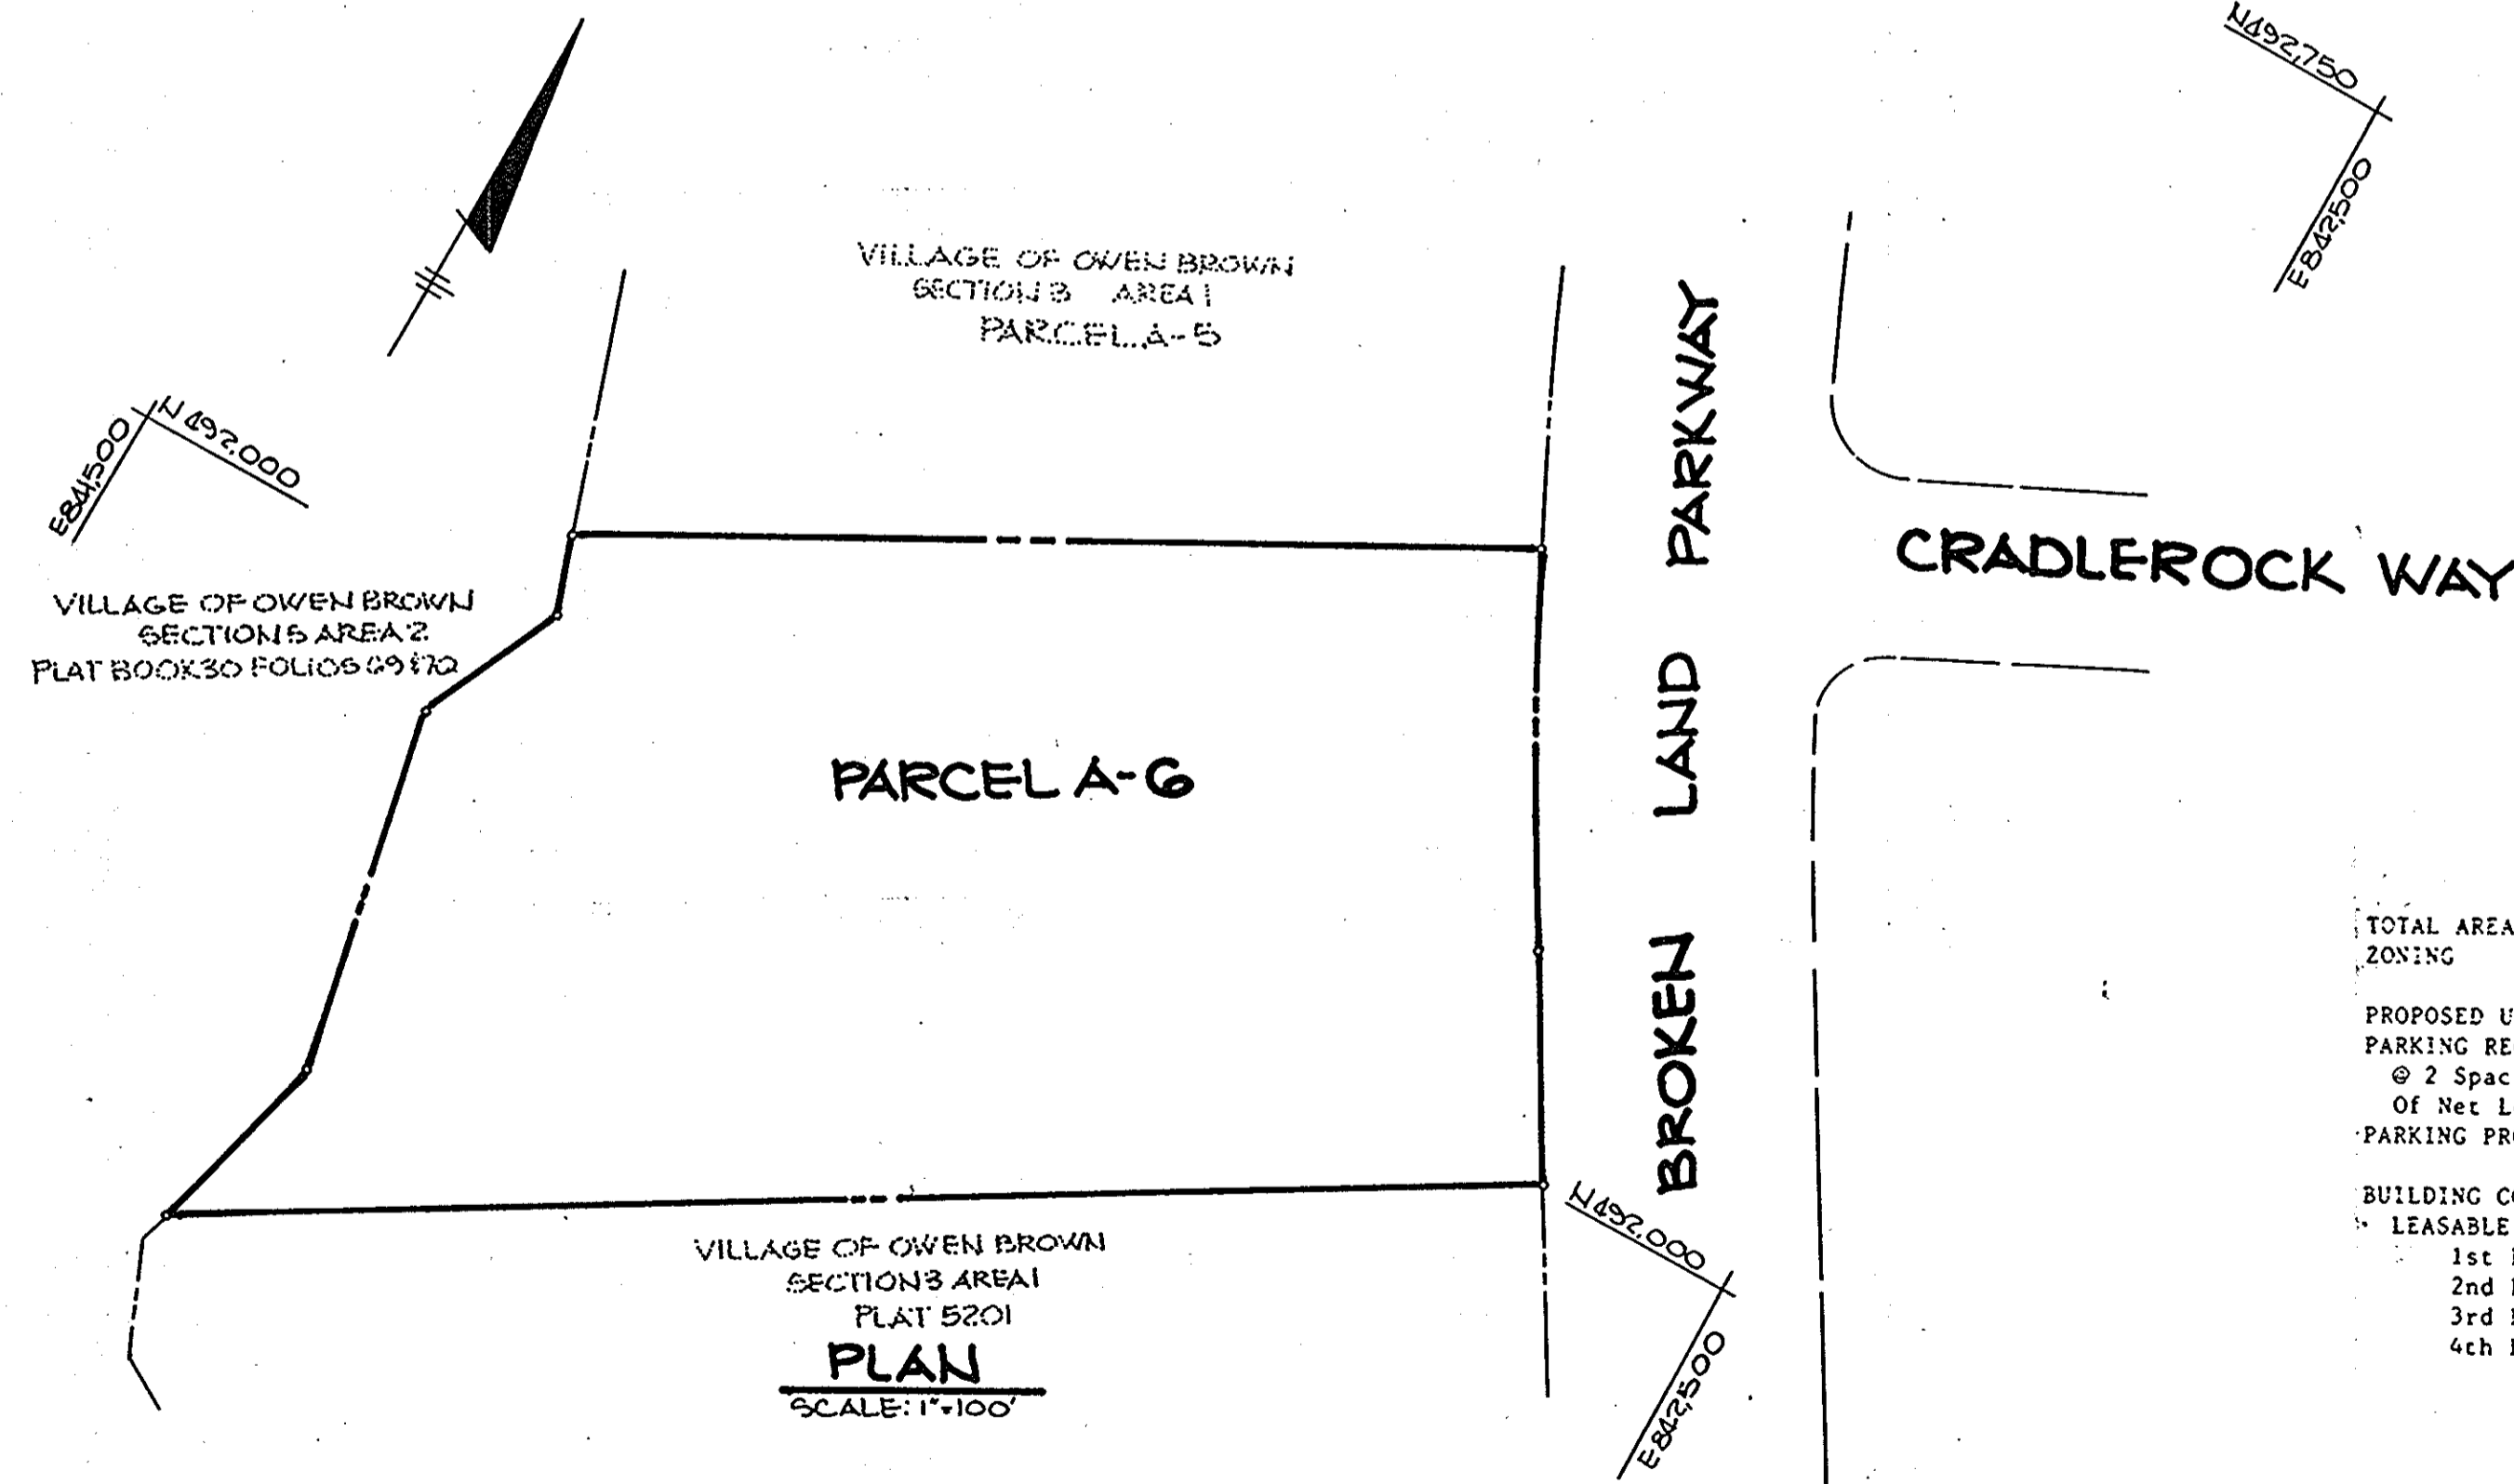 N492,750
E842,500
VILLAGE OF OWEN BROWN
SECTION 3 AREA 1
PARCEL A-5
N 492,000
E841,500
VILLAGE OF OWEN BROWN
SECTION 5 AREA 2
PLAT BOOK 30 FOLIOS 69 & 70
BROKEN LAND PARKWAY
CRADLEROCK WAY
PARCEL A-6
TOTAL AREA
ZONING
PROPOSED U
PARKING RE
@ 2 Spac
Of Net L
PARKING PRO
BUILDING CO
LEASABLE
1st
2nd
3rd
4th
N492,000
E842,500
VILLAGE OF OWEN BROWN
SECTION 3 AREA 1
PLAT 5201
PLAN
SCALE: 1"=100'